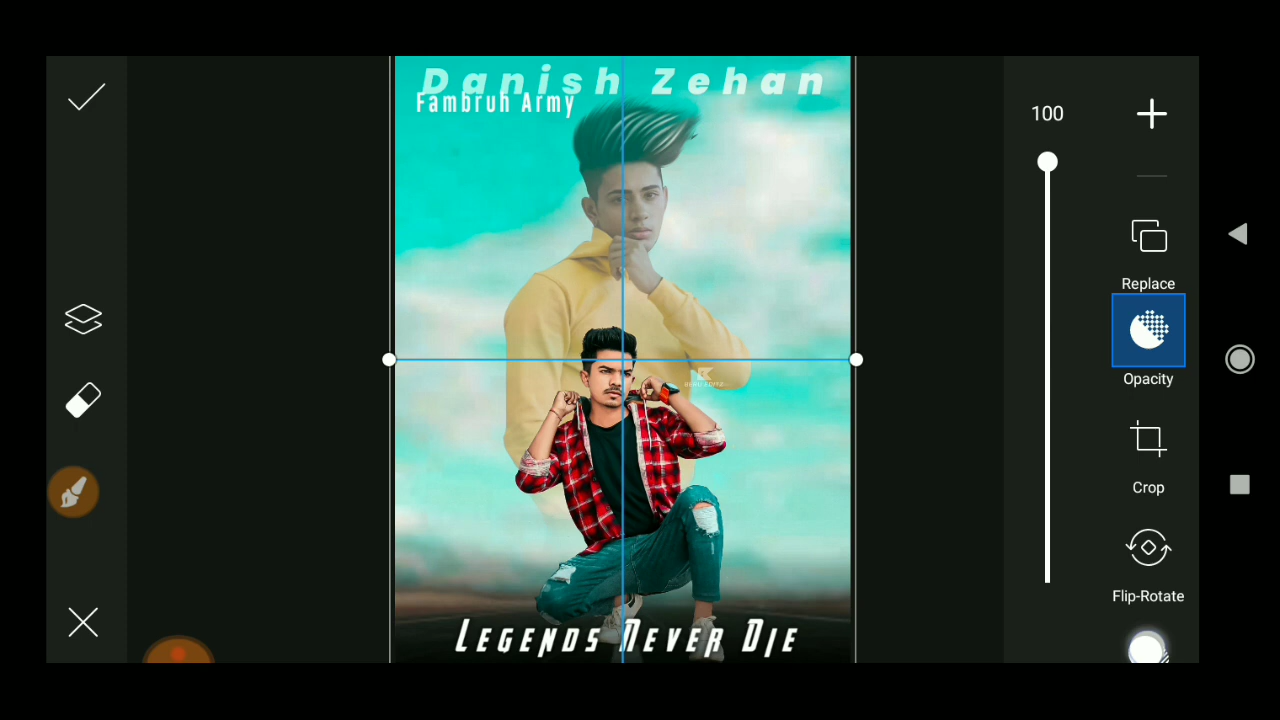 Danish Zehan
Fambruh Army
100
Replace
Opacity
Crop
Flip-Rotate
Legends Never Die